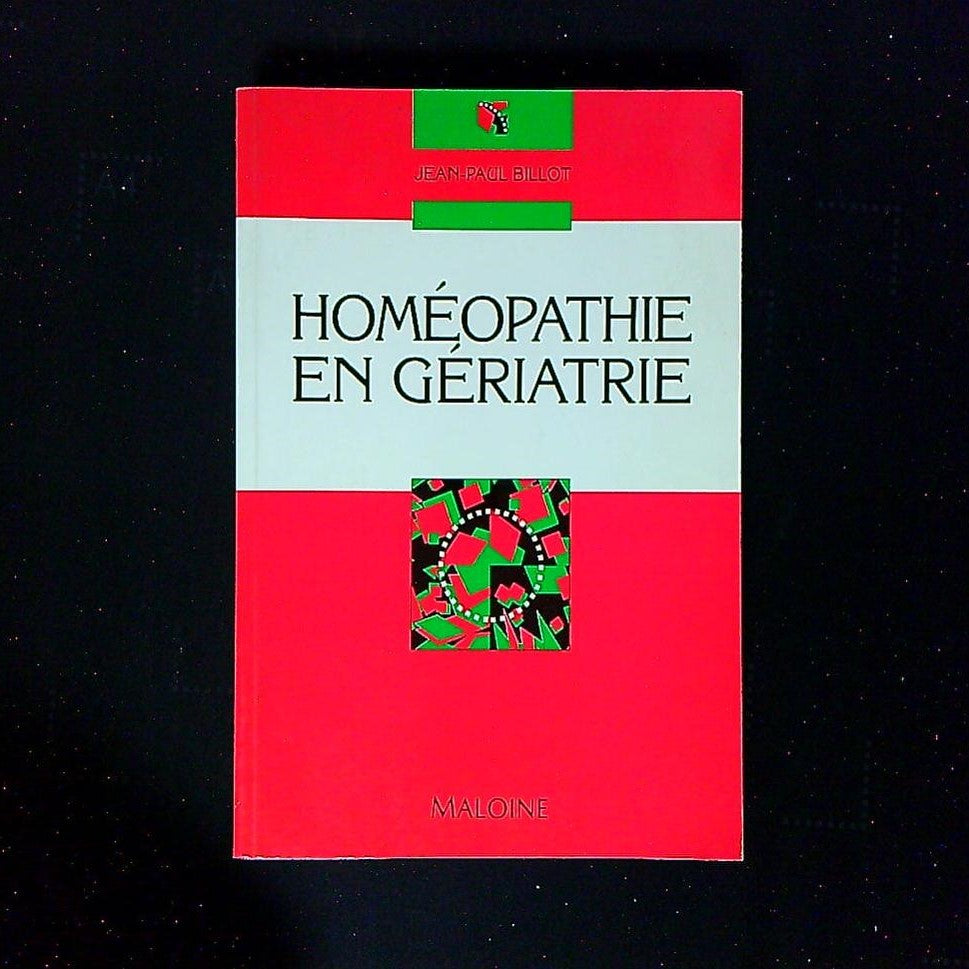 JEAN-PAUL BILLOT
HOMÉOPATHIE
EN GÉRIATRIE
MALOINE